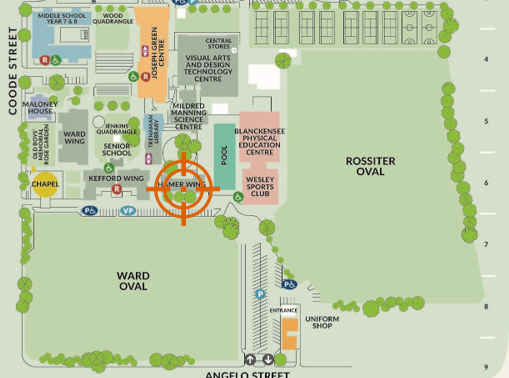 MIDDLE SCHOOL
YEAR 7 & 8
WOOD
QUADRANGLE
P
JOSEPH GREEN
CENTRE
CENTRAL
STORES
VISUAL ARTS
AND DESIGN
TECHNOLOGY
CENTRE
4
R
R
COODE STREET
MALONEY
HOUSE
MILDRED
MANNING
SCIENCE
CENTRE
5
OLD BOYS'
MEMORIAL
ROSE GARDEN
WARD
WING
JENKINS
QUADRANGLE
SENIOR
SCHOOL
TRENAMAN
LIBRARY
POOL
BLANCKENSEE
PHYSICAL
EDUCATION
CENTRE
ROSSITER
OVAL
CHAPEL
KEFFORD WING
R
HAMER WING
WESLEY
SPORTS
CLUB
6
P
VP
7
WARD
OVAL
P
P
ENTRANCE
UNIFORM
SHOP
8
9
ANGELO STREET